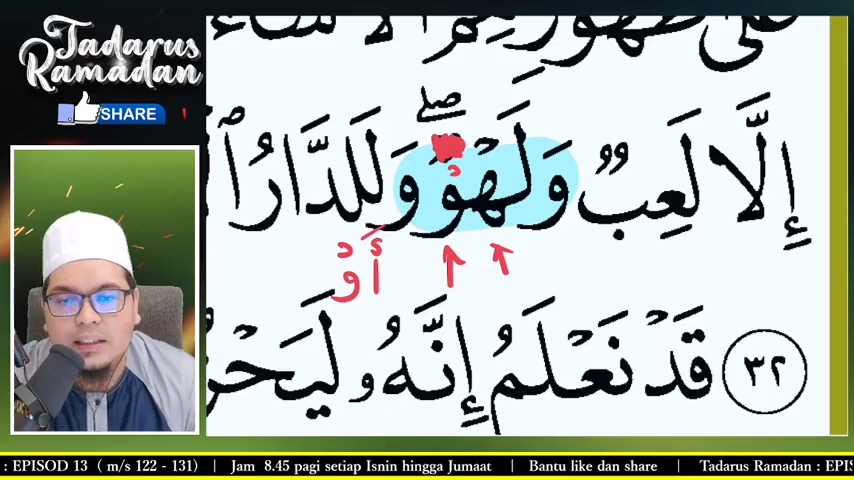 Tadarus
Ramadan
SHARE
إِلَّا لَعِبٌ وَلَهْوٌ ۖ وَلَلدَّارُ ٱ
أَوْ
٣٢ قَدْ نَعْلَمُ إِنَّهُۥ لَيَحْزُ
: EPISOD 13 ( m/s 122 - 131) | Jam 8.45 pagi setiap Isnin hingga Jumaat | Bantu like dan share | Tadarus Ramadan : EPIS